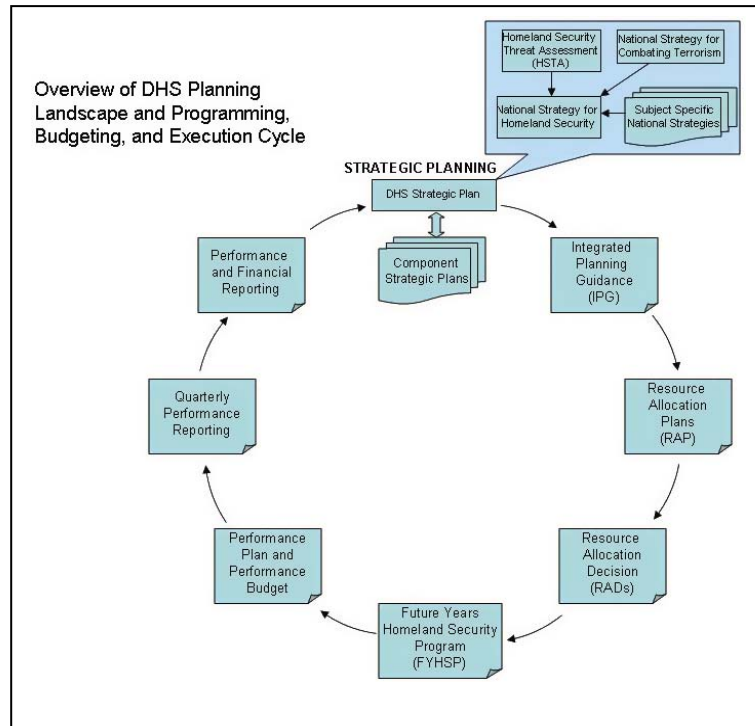 Overview of DHS Planning
Landscape and Programming,
Budgeting, and Execution Cycle
Homeland Security
Threat Assessment
(HSTA)
National Strategy for
Combating Terrorism
National Strategy for
Homeland Security
Subject Specific
National Strategies
STRATEGIC PLANNING
DHS Strategic Plan
Component
Strategic Plans
Integrated
Planning
Guidance
(IPG)
Resource
Allocation
Plans
(RAP)
Resource
Allocation
Decision
(RADs)
Future Years
Homeland Security
Program
(FYHSP)
Performance
Plan and
Performance
Budget
Quarterly
Performance
Reporting
Performance
and Financial
Reporting